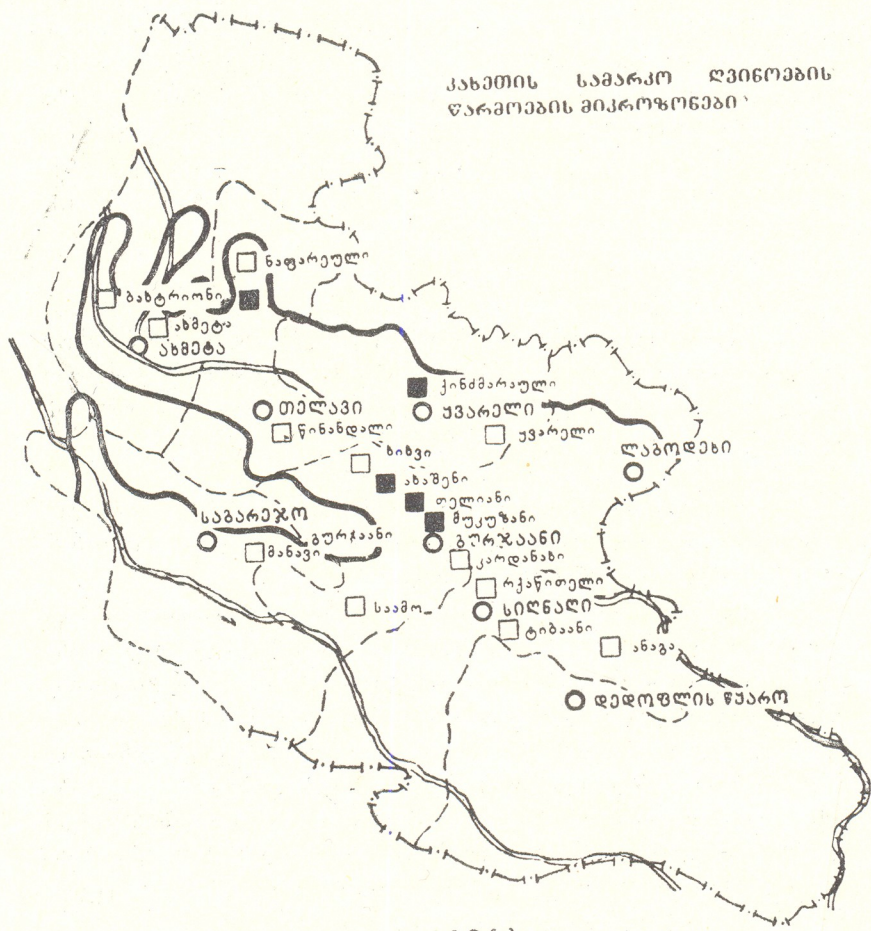 კახეთის სამარკო ღვინოების
წარმოების მიკროზონები
ნაფარეული
ბახტრიონი
ახმეტა
ახმეტა
ქინძმარაული
თელავი
ყვარელი
წინანდალი
ყვარელი
ხიხვი
ლაგოდეხი
ახაშენი
თელიანი
საგარეჯო
მუკუზანი
გურჯაანი
გურჯაანი
მანავი
კარდანახი
რქაწითელი
საამო
სიღნაღი
ტიბაანი
ანაგა
დედოფლის წყარო